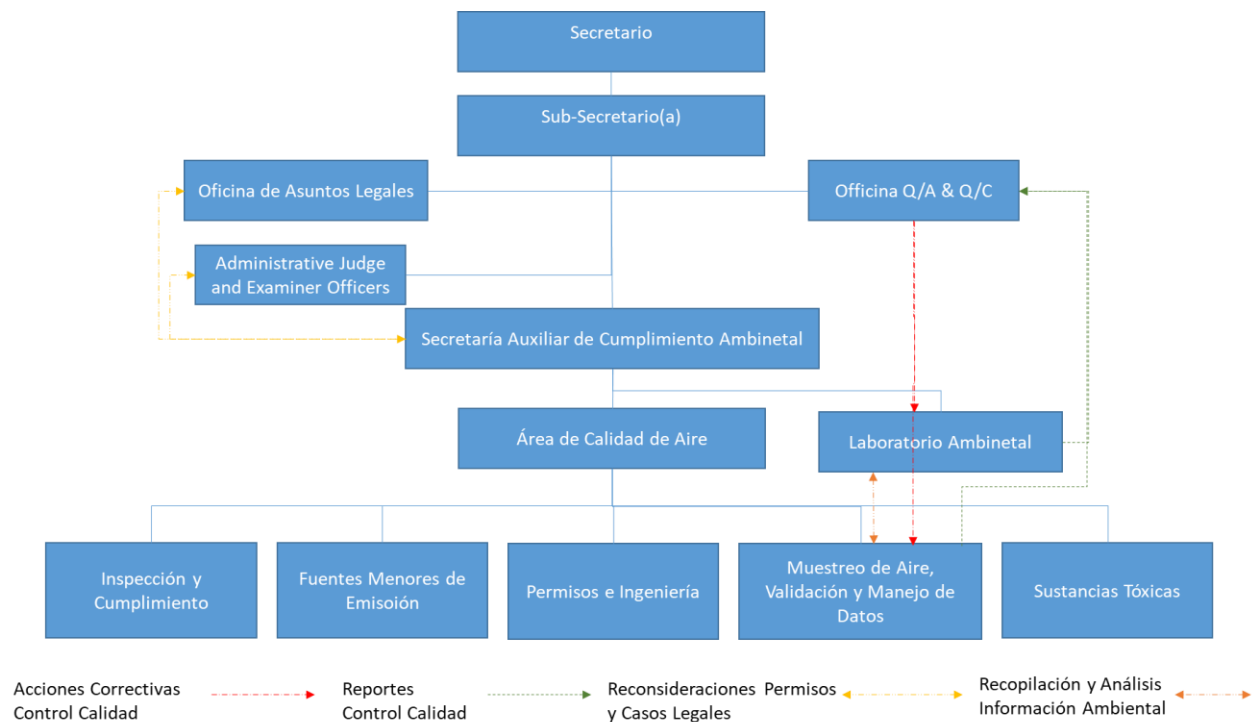 Secretario
Sub-Secretario(a)
Oficina de Asuntos Legales
Officina Q/A & Q/C
Administrative Judge
and Examiner Officers
Secretaría Auxiliar de Cumplimiento Ambinetal
Área de Calidad de Aire
Laboratorio Ambinetal
Inspección y
Cumplimiento
Fuentes Menores de
Emisoión
Permisos e Ingeniería
Muestreo de Aire,
Validación y Manejo de
Datos
Sustancias Tóxicas
Acciones Correctivas
Control Calidad
Reportes
Control Calidad
Reconsideraciones Permisos
y Casos Legales
Recopilación y Análisis
Información Ambiental